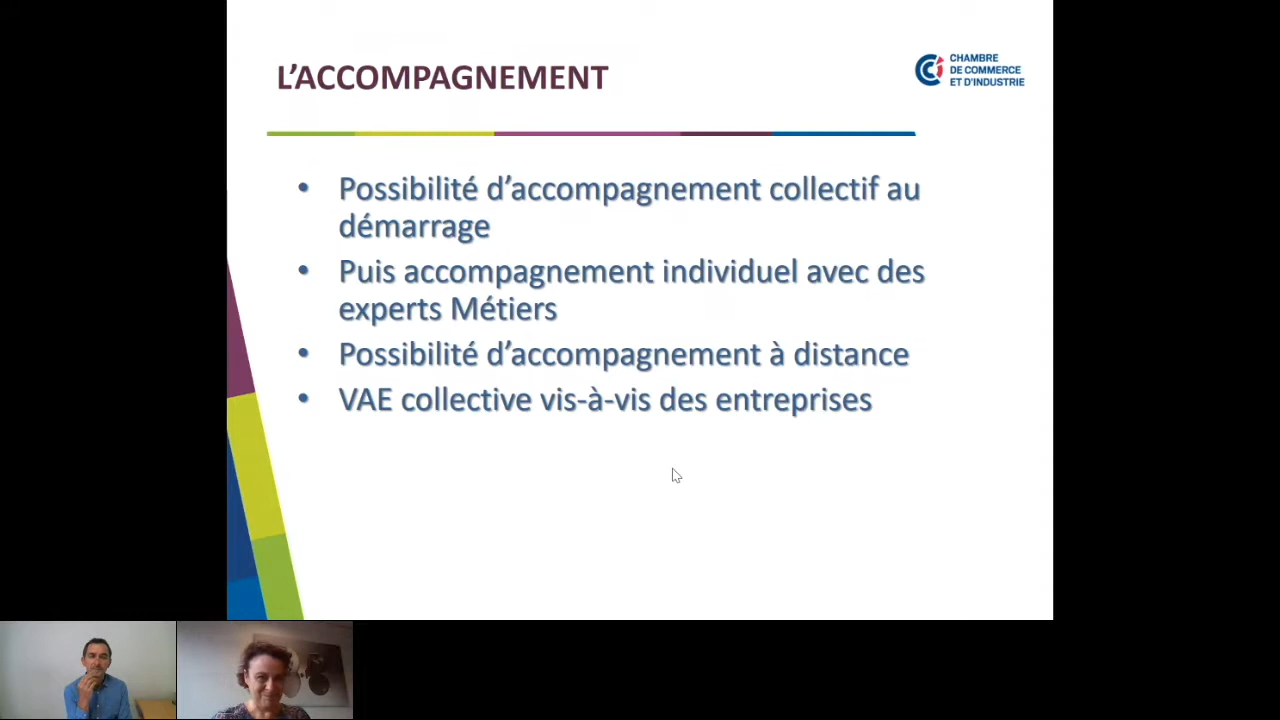 L'ACCOMPAGNEMENT
CHAMBRE
DE COMMERCE
ET D'INDUSTRIE
• Possibilité d'accompagnement collectif au
démarrage
• Puis accompagnement individuel avec des
experts Métiers
• Possibilité d'accompagnement à distance
• VAE collective vis-à-vis des entreprises